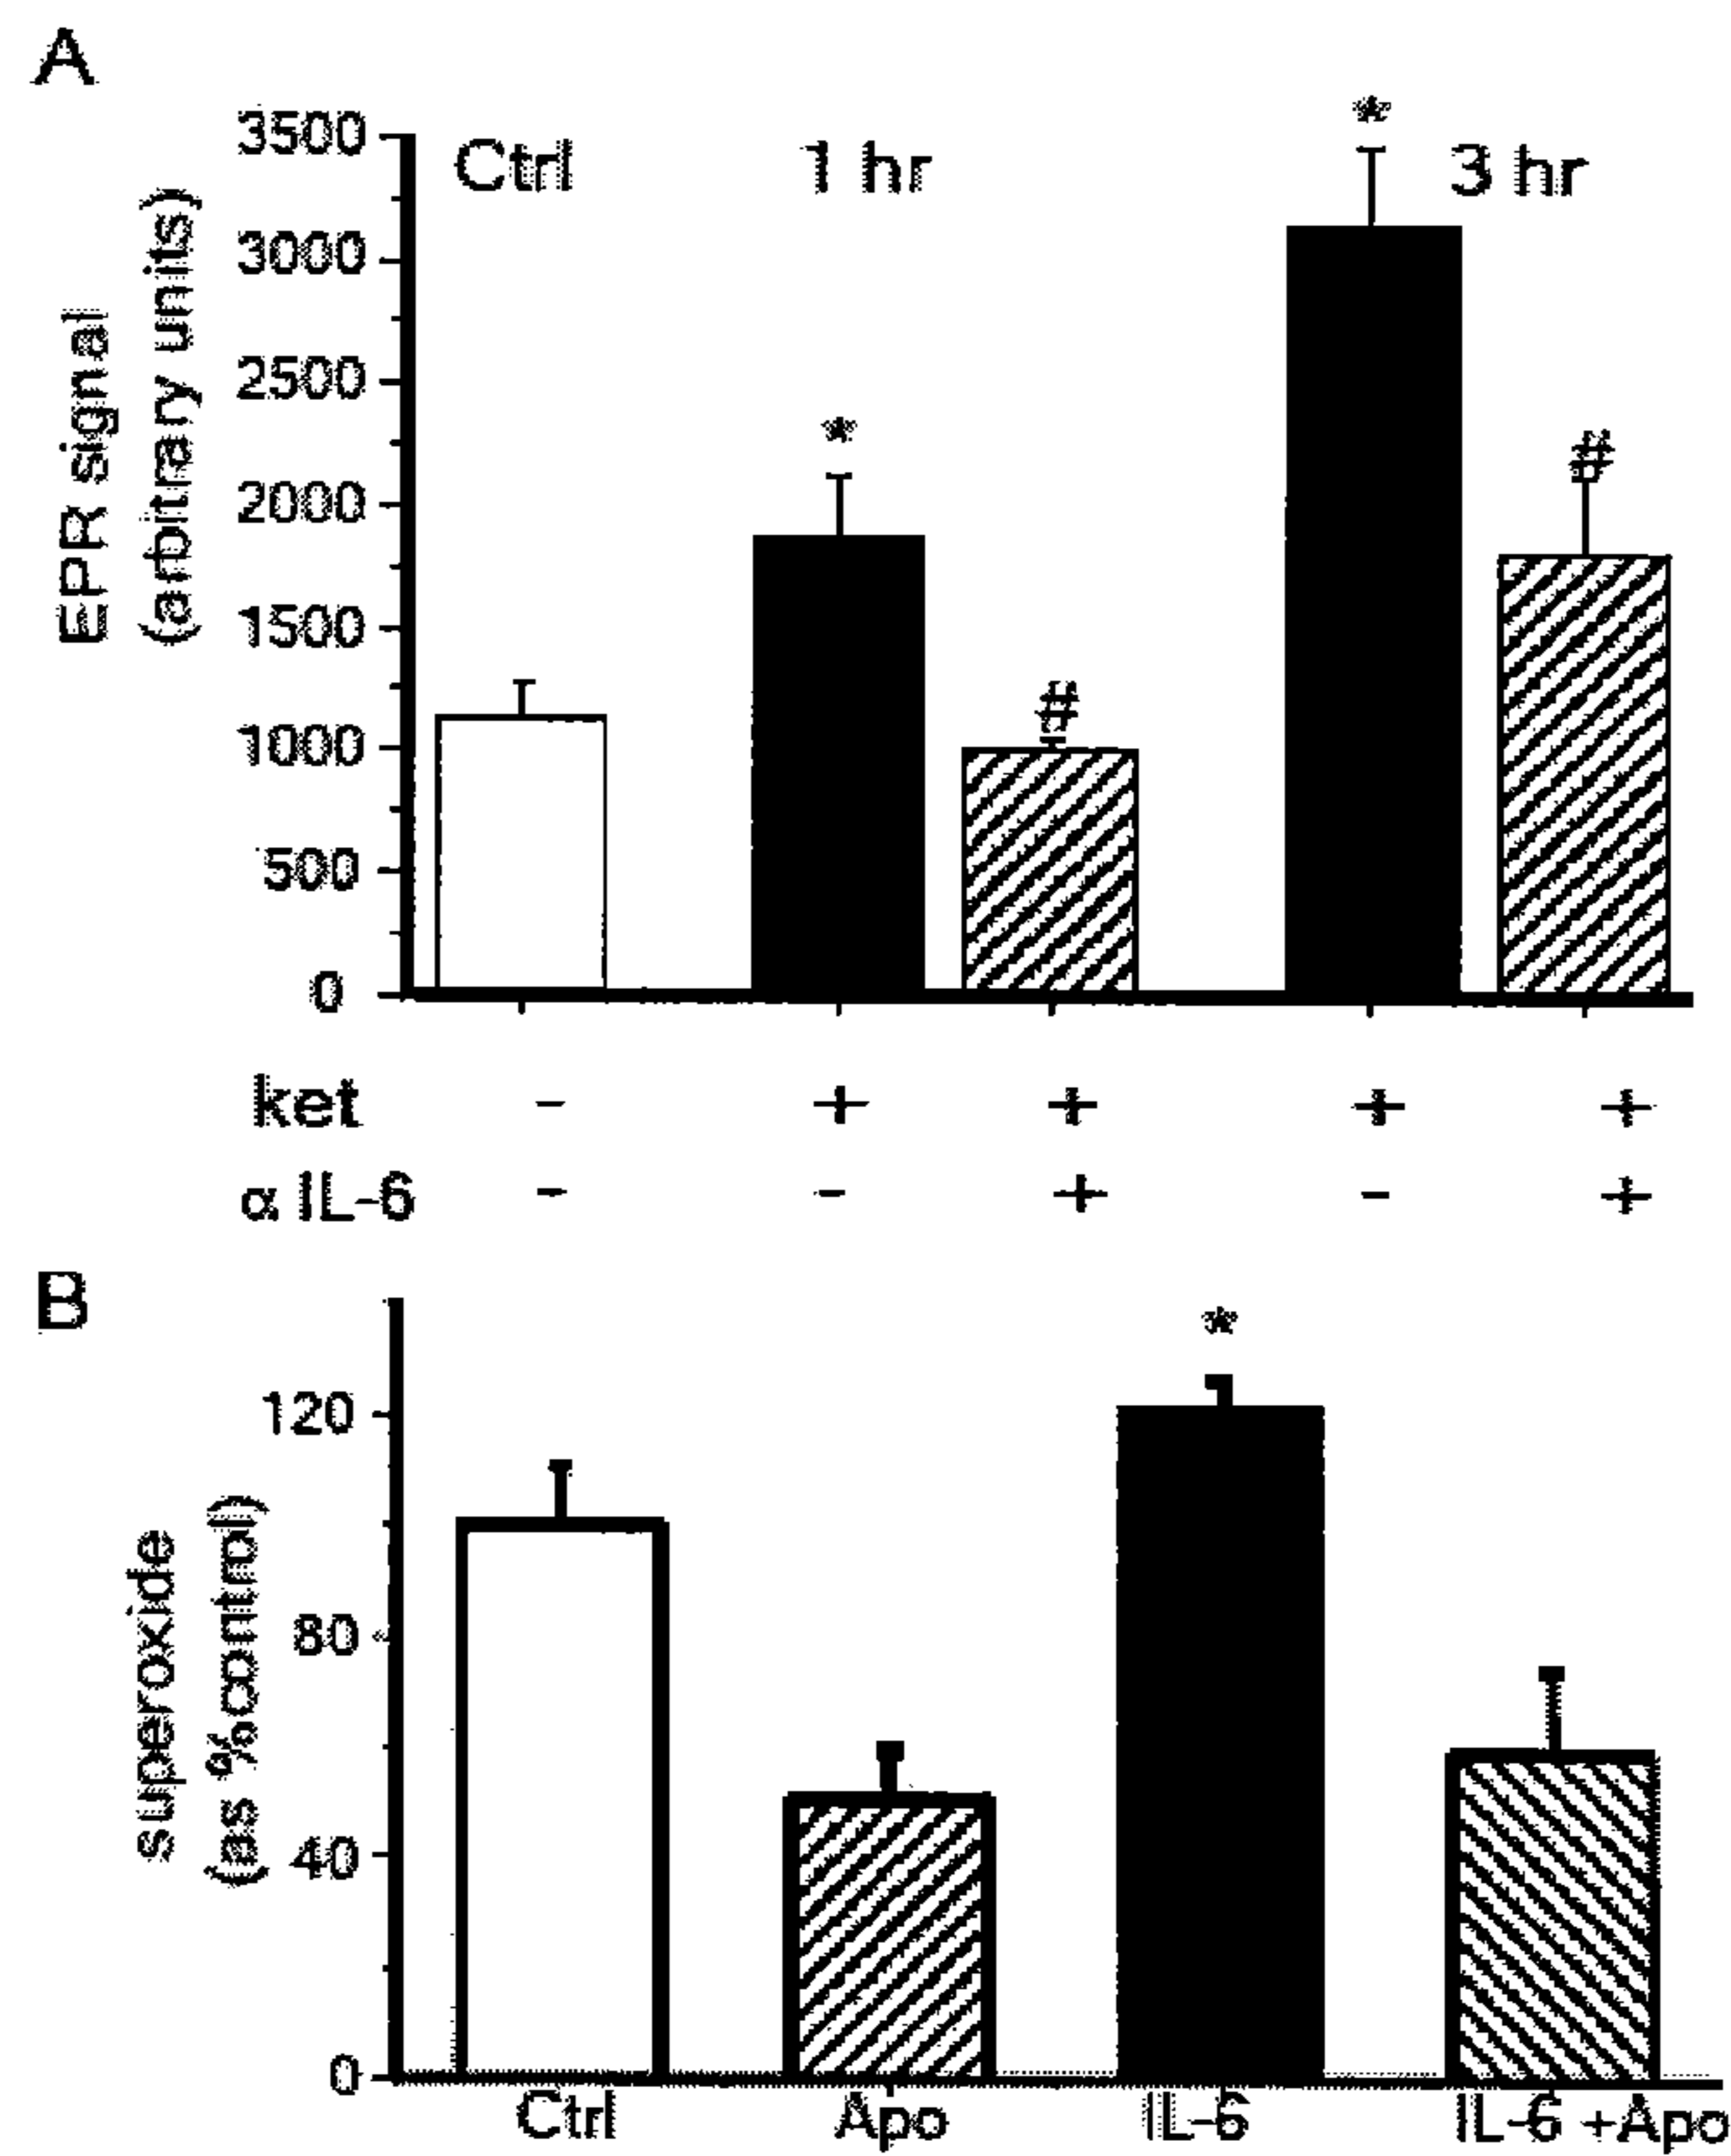 A
3500
Ctrl
1 hr
*
3 hr
3000
2500
2000
1500
1000
500
0
EPR signal
(arbitrary units)
*
#
#
ket - + + + +
α IL-6 - - + - +
B
120
80
40
0
superoxide
(as %control)
*
Ctrl Apo IL-6 IL-6 +Apo